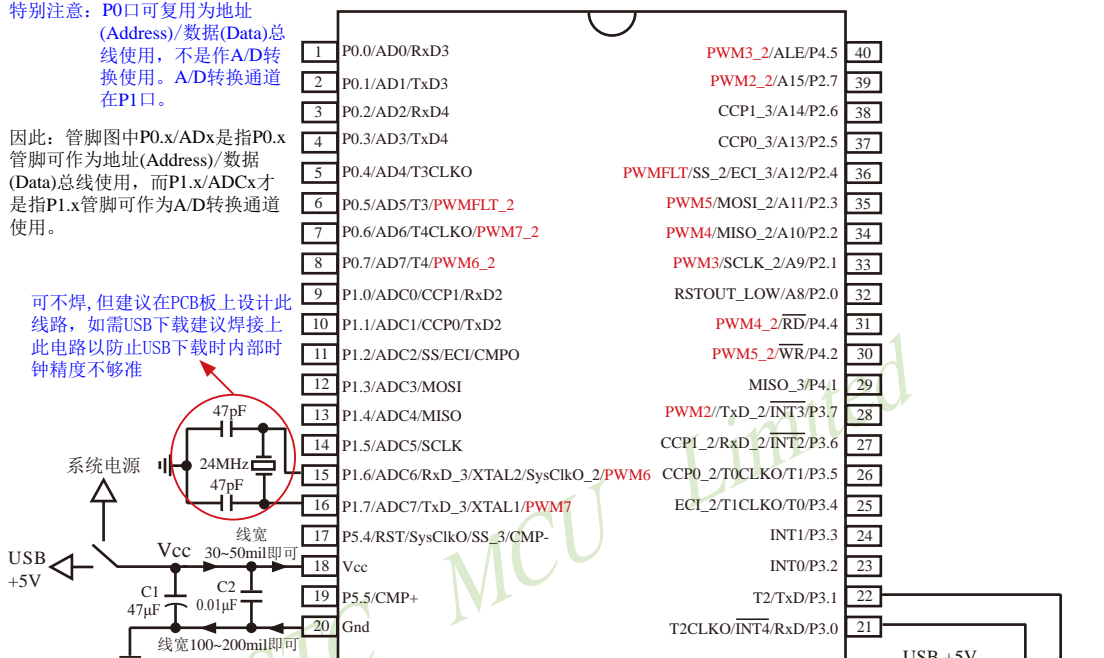 特别注意：P0口可复用为地址
(Address)/数据(Data)总
线使用，不是作A/D转
换使用。A/D转换通道
在P1口。
因此：管脚图中P0.x/ADx是指P0.x
管脚可作为地址(Address)/数据
(Data)总线使用，而P1.x/ADCx才
是指P1.x管脚可作为A/D转换通道
使用。
可不焊,但建议在PCB板上设计此
线路，如需USB下载建议焊接上
此电路以防止USB下载时内部时
钟精度不够准
47pF
24MHz
47pF
系统电源
USB
+5V
Vcc
线宽
30~50mil即可
C1
47μF
C2
0.01μF
线宽100~200mil即可
1 P0.0/AD0/RxD3
2 P0.1/AD1/TxD3
3 P0.2/AD2/RxD4
4 P0.3/AD3/TxD4
5 P0.4/AD4/T3CLKO
6 P0.5/AD5/T3/PWMFLT_2
7 P0.6/AD6/T4CLKO/PWM7_2
8 P0.7/AD7/T4/PWM6_2
9 P1.0/ADC0/CCP1/RxD2
10 P1.1/ADC1/CCP0/TxD2
11 P1.2/ADC2/SS/ECI/CMPO
12 P1.3/ADC3/MOSI
13 P1.4/ADC4/MISO
14 P1.5/ADC5/SCLK
15 P1.6/ADC6/RxD_3/XTAL2/SysClkO_2/PWM6
16 P1.7/ADC7/TxD_3/XTAL1/PWM7
17 P5.4/RST/SysClkO/SS_3/CMP-
18 Vcc
19 P5.5/CMP+
20 Gnd
PWM3_2/ALE/P4.5 40
PWM2_2/A15/P2.7 39
CCP1_3/A14/P2.6 38
CCP0_3/A13/P2.5 37
PWMFLT/SS_2/ECI_3/A12/P2.4 36
PWM5/MOSI_2/A11/P2.3 35
PWM4/MISO_2/A10/P2.2 34
PWM3/SCLK_2/A9/P2.1 33
RSTOUT_LOW/A8/P2.0 32
PWM4_2/RD/P4.4 31
PWM5_2/WR/P4.2 30
MISO_3/P4.1 29
PWM2//TxD_2/INT3/P3.7 28
CCP1_2/RxD_2/INT2/P3.6 27
CCP0_2/T0CLKO/T1/P3.5 26
ECI_2/T1CLKO/T0/P3.4 25
INT1/P3.3 24
INT0/P3.2 23
T2/TxD/P3.1 22
T2CLKO/INT4/RxD/P3.0 21
USB +5V
MCU Limited